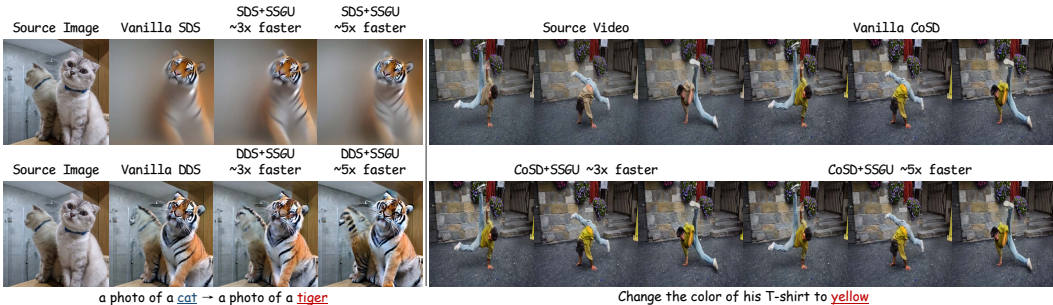 Source Image
Vanilla SDS
SDS+SSGU
~3x faster
SDS+SSGU
~5x faster
Source Image
Vanilla DDS
DDS+SSGU
~3x faster
DDS+SSGU
~5x faster
a photo of a cat → a photo of a tiger
Source Video
Vanilla CoSD
CoSD+SSGU ~3x faster
CoSD+SSGU ~5x faster
Change the color of his T-shirt to yellow